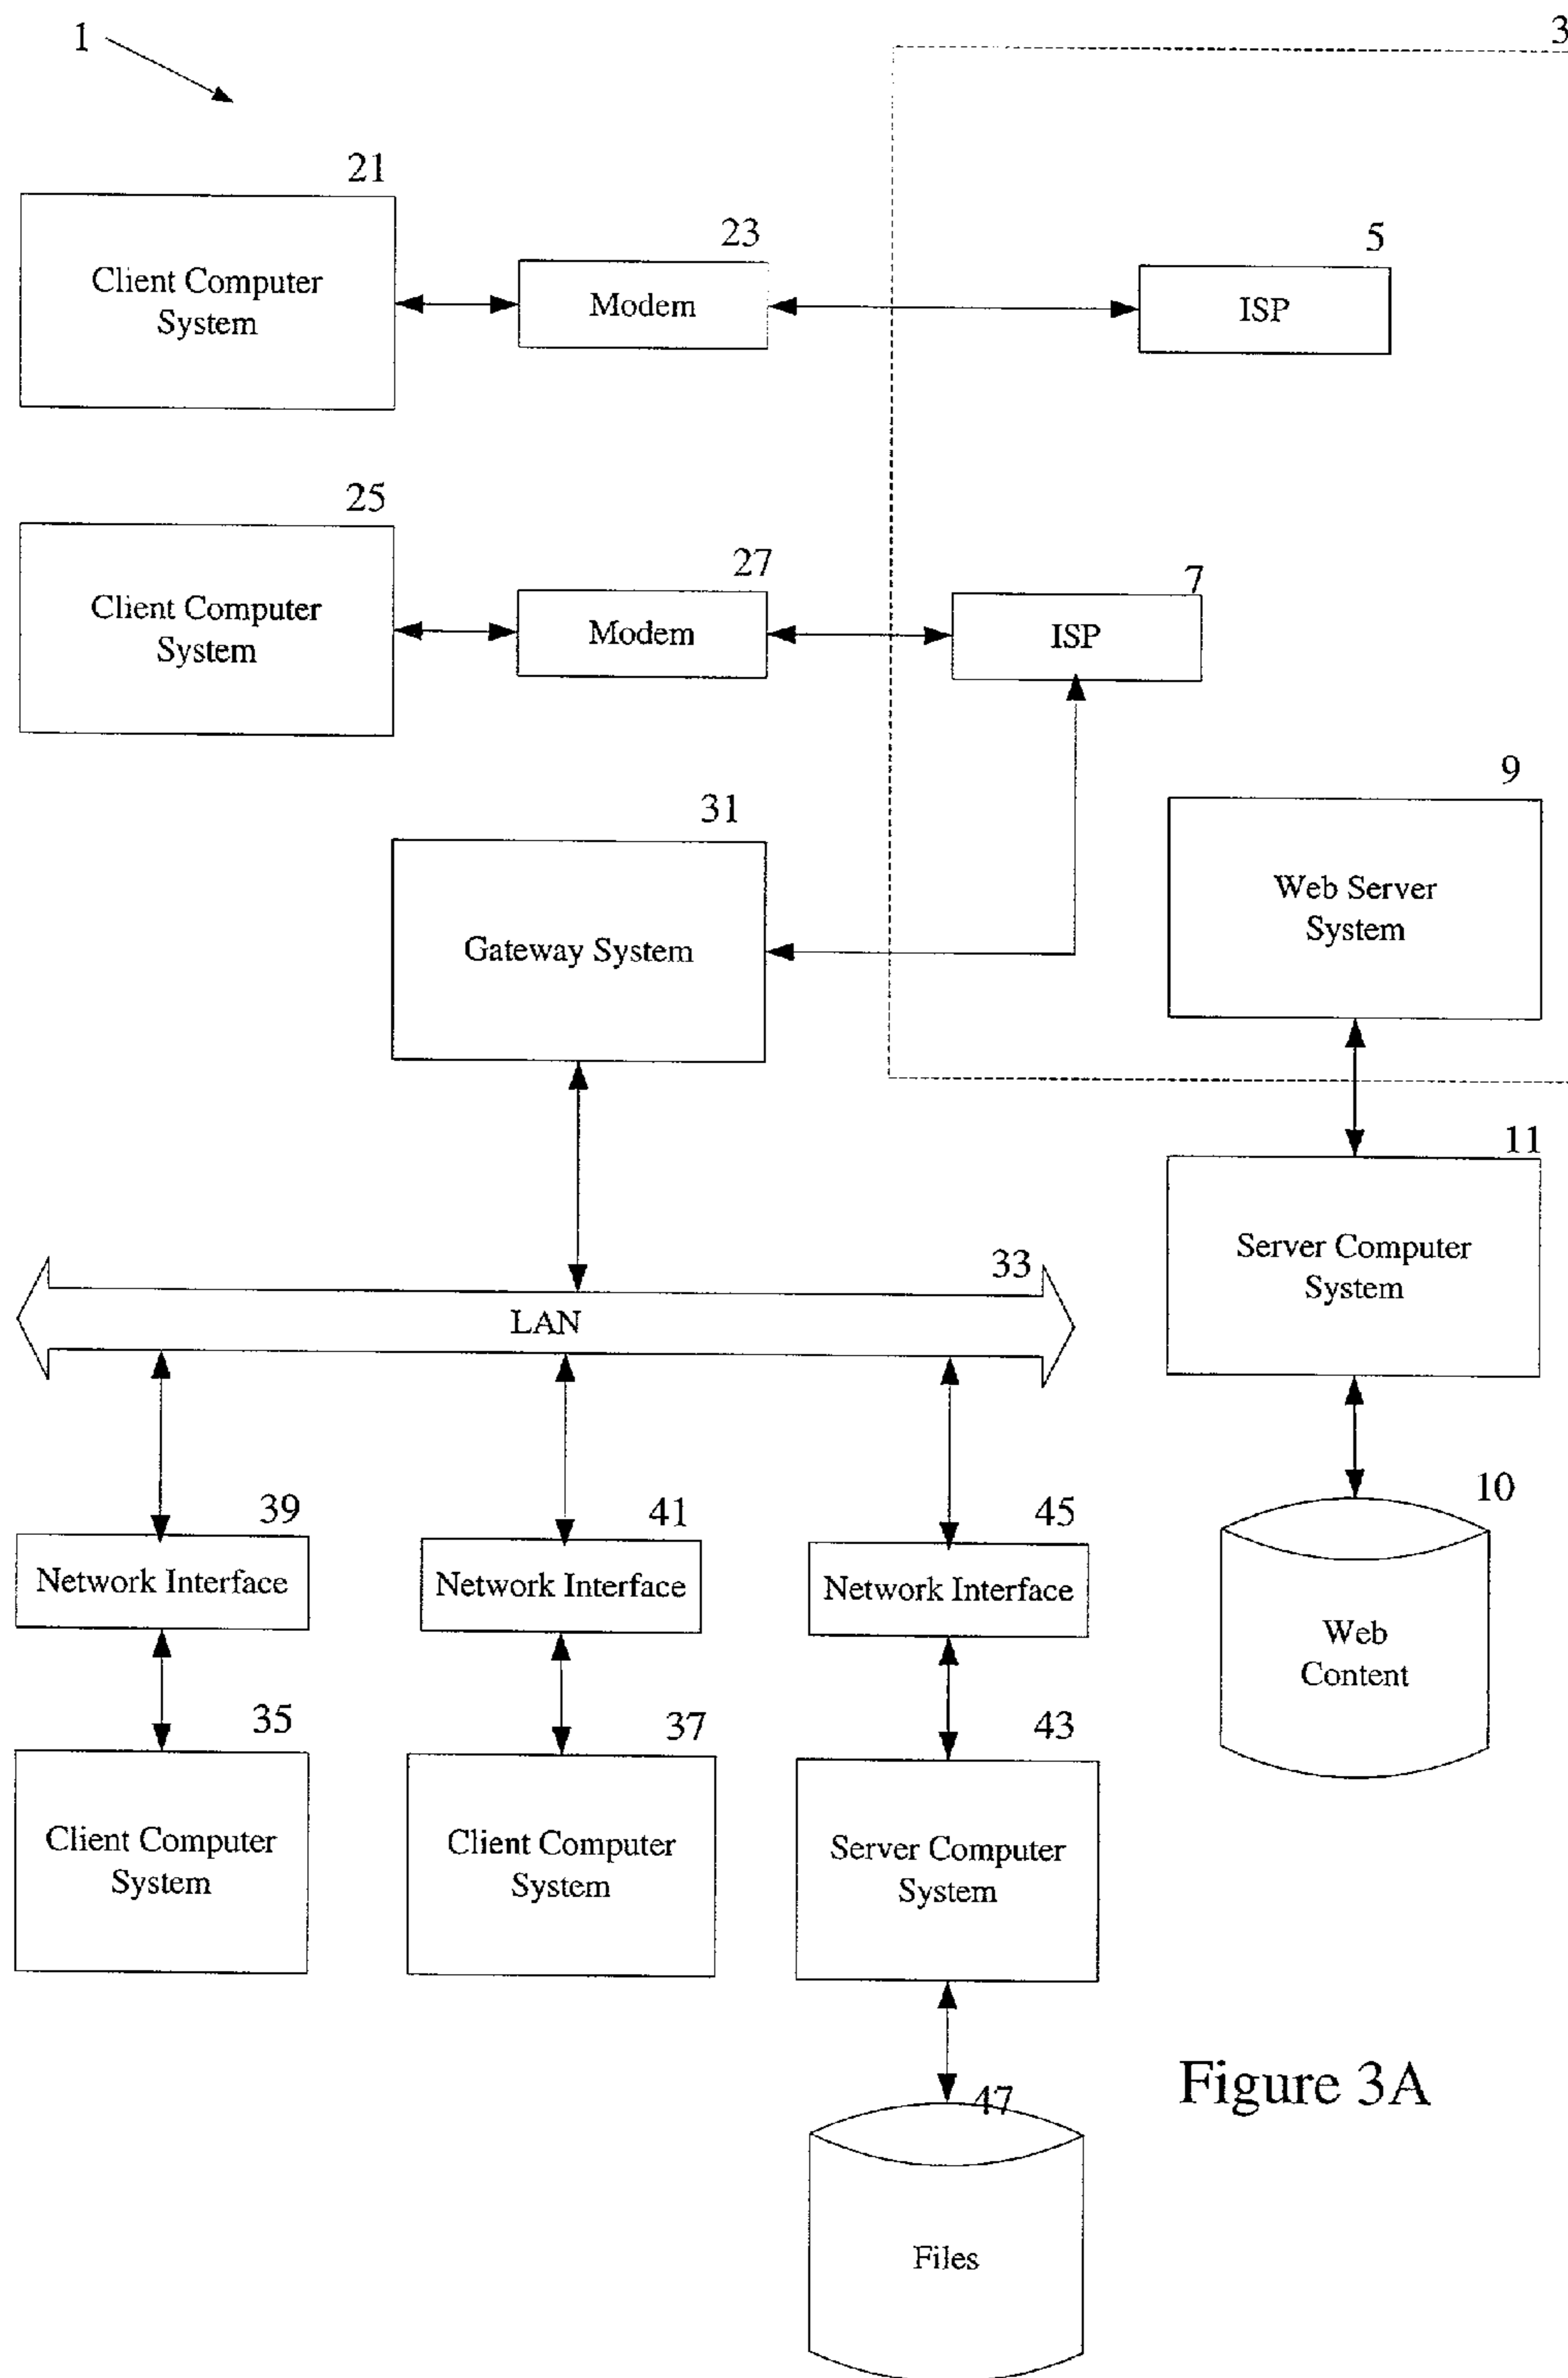 1
3
21
Client Computer
System
23
Modem
5
ISP
25
Client Computer
System
27
Modem
7
ISP
9
Web Server
System
31
Gateway System
11
Server Computer
System
33
LAN
10
Web
Content
39
Network Interface
41
Network Interface
45
Network Interface
35
Client Computer
System
37
Client Computer
System
43
Server Computer
System
47
Files
Figure 3A